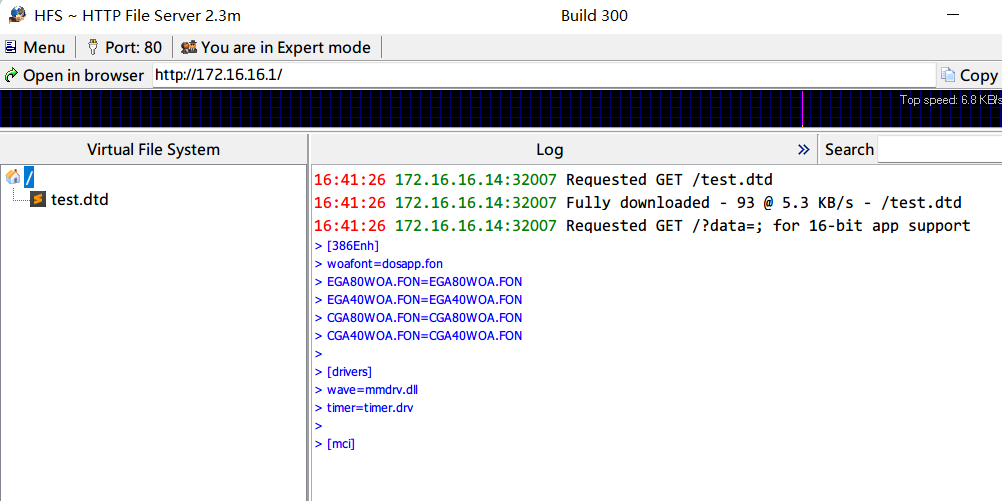 HFS ~ HTTP File Server 2.3m Build 300
Menu Port: 80 You are in Expert mode
Open in browser http://172.16.16.1/ Copy
Top speed: 6.8 KB/s
Virtual File System Log » Search
/
test.dtd
16:41:26 172.16.16.14:32007 Requested GET /test.dtd
16:41:26 172.16.16.14:32007 Fully downloaded - 93 @ 5.3 KB/s - /test.dtd
16:41:26 172.16.16.14:32007 Requested GET /?data=; for 16-bit app support
> [386Enh]
> woafont=dosapp.fon
> EGA80WOA.FON=EGA80WOA.FON
> EGA40WOA.FON=EGA40WOA.FON
> CGA80WOA.FON=CGA80WOA.FON
> CGA40WOA.FON=CGA40WOA.FON
>
> [drivers]
> wave=mmdrv.dll
> timer=timer.drv
>
> [mci]